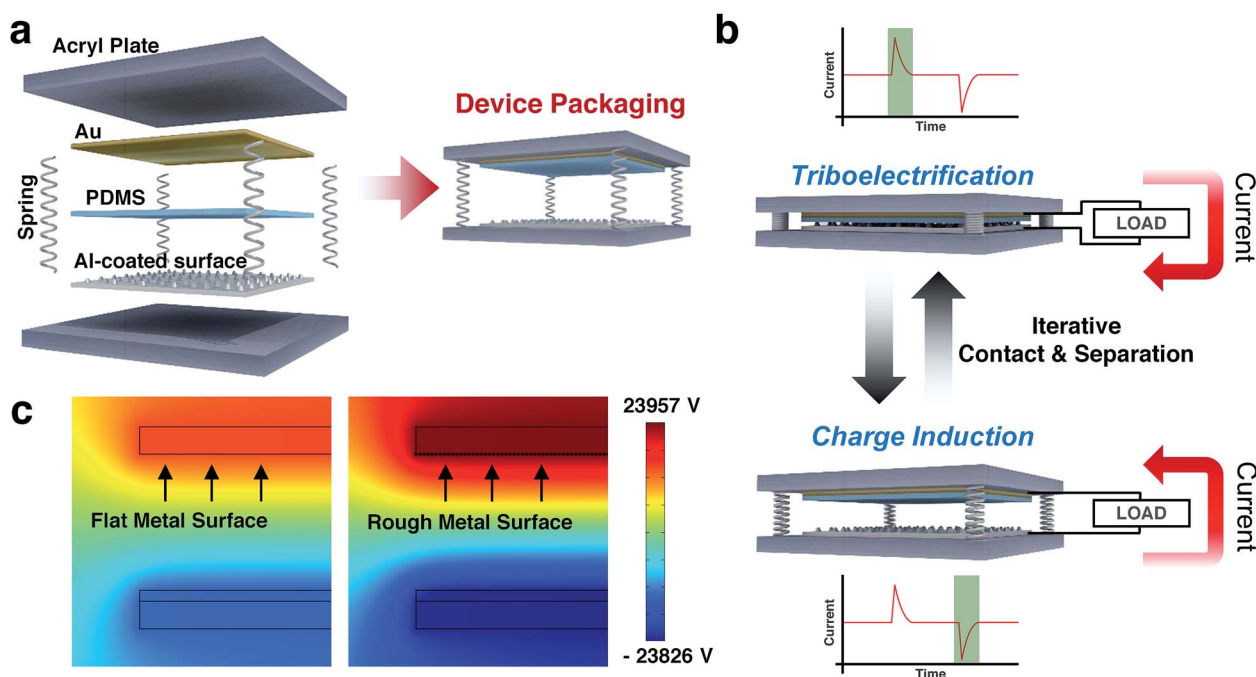 a
Acryl Plate
Au
Spring
PDMS
Al-coated surface
Device Packaging
b
Current
Time
Triboelectrification
LOAD
Current
Iterative
Contact & Separation
Charge Induction
LOAD
Current
Current
Time
c
Flat Metal Surface
Rough Metal Surface
23957 V
- 23826 V